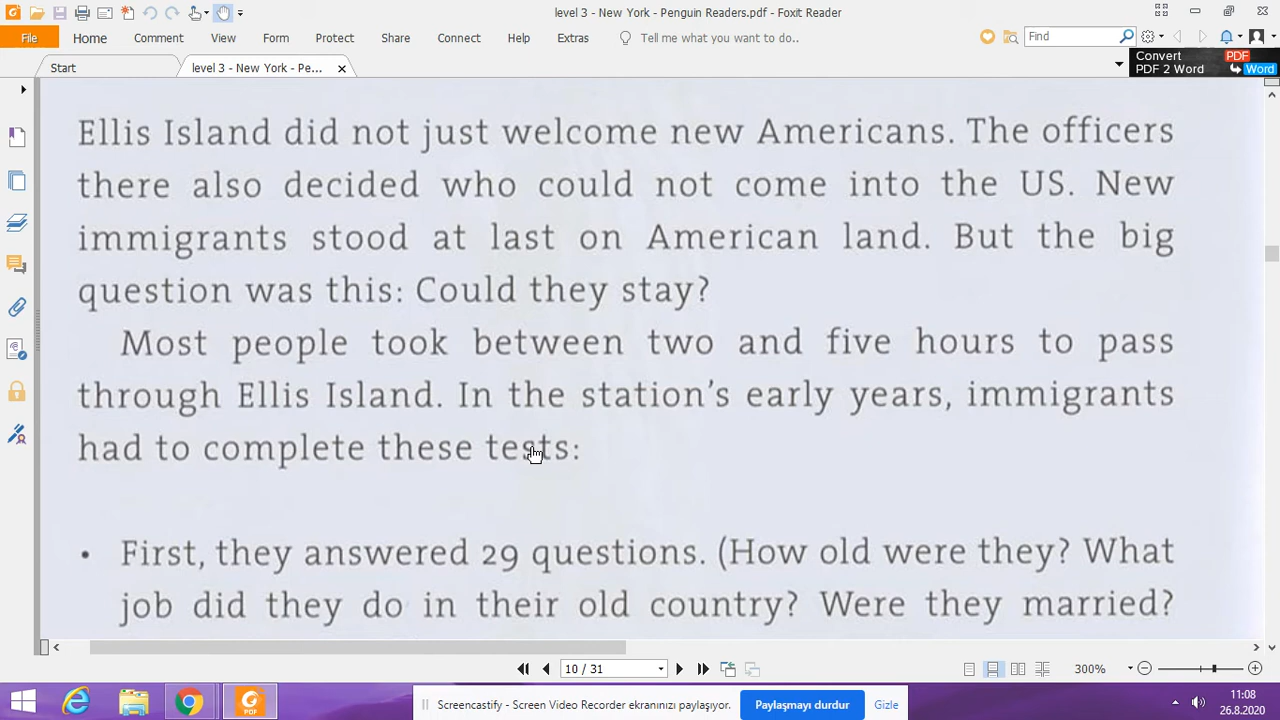 level 3 - New York - Penguin Readers.pdf - Foxit Reader
File Home Comment View Form Protect Share Connect Help Extras Tell me what you want to do.. Find
Start level 3 - New York - Pe...
Convert PDF
PDF 2 Word Word
Ellis Island did not just welcome new Americans. The officers
there also decided who could not come into the US. New
immigrants stood at last on American land. But the big
question was this: Could they stay?
Most people took between two and five hours to pass
through Ellis Island. In the station's early years, immigrants
had to complete these tests:
• First, they answered 29 questions. (How old were they? What
job did they do in their old country? Were they married?
10 / 31 300%
PDF
Screencastify - Screen Video Recorder ekranınızı paylaşıyor. Paylaşmayı durdur Gizle
11:08
26.8.2020